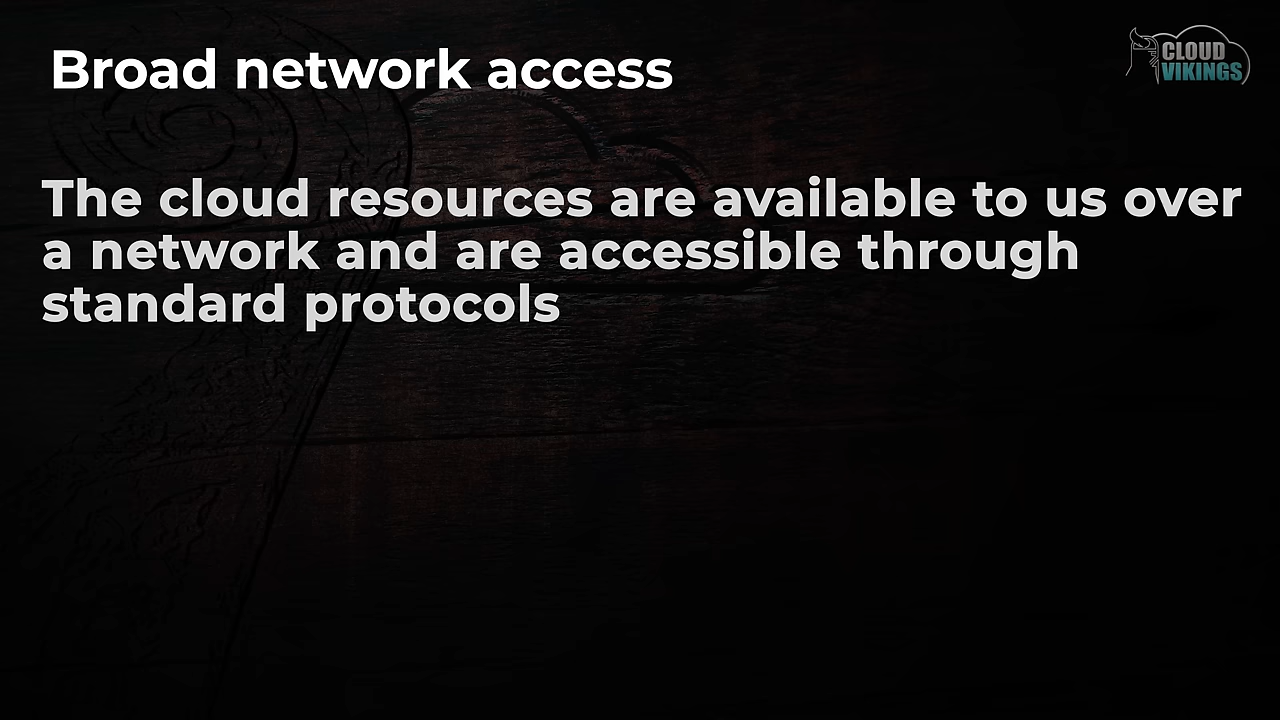 Broad network access
CLOUD
VIKINGS
The cloud resources are available to us over
a network and are accessible through
standard protocols